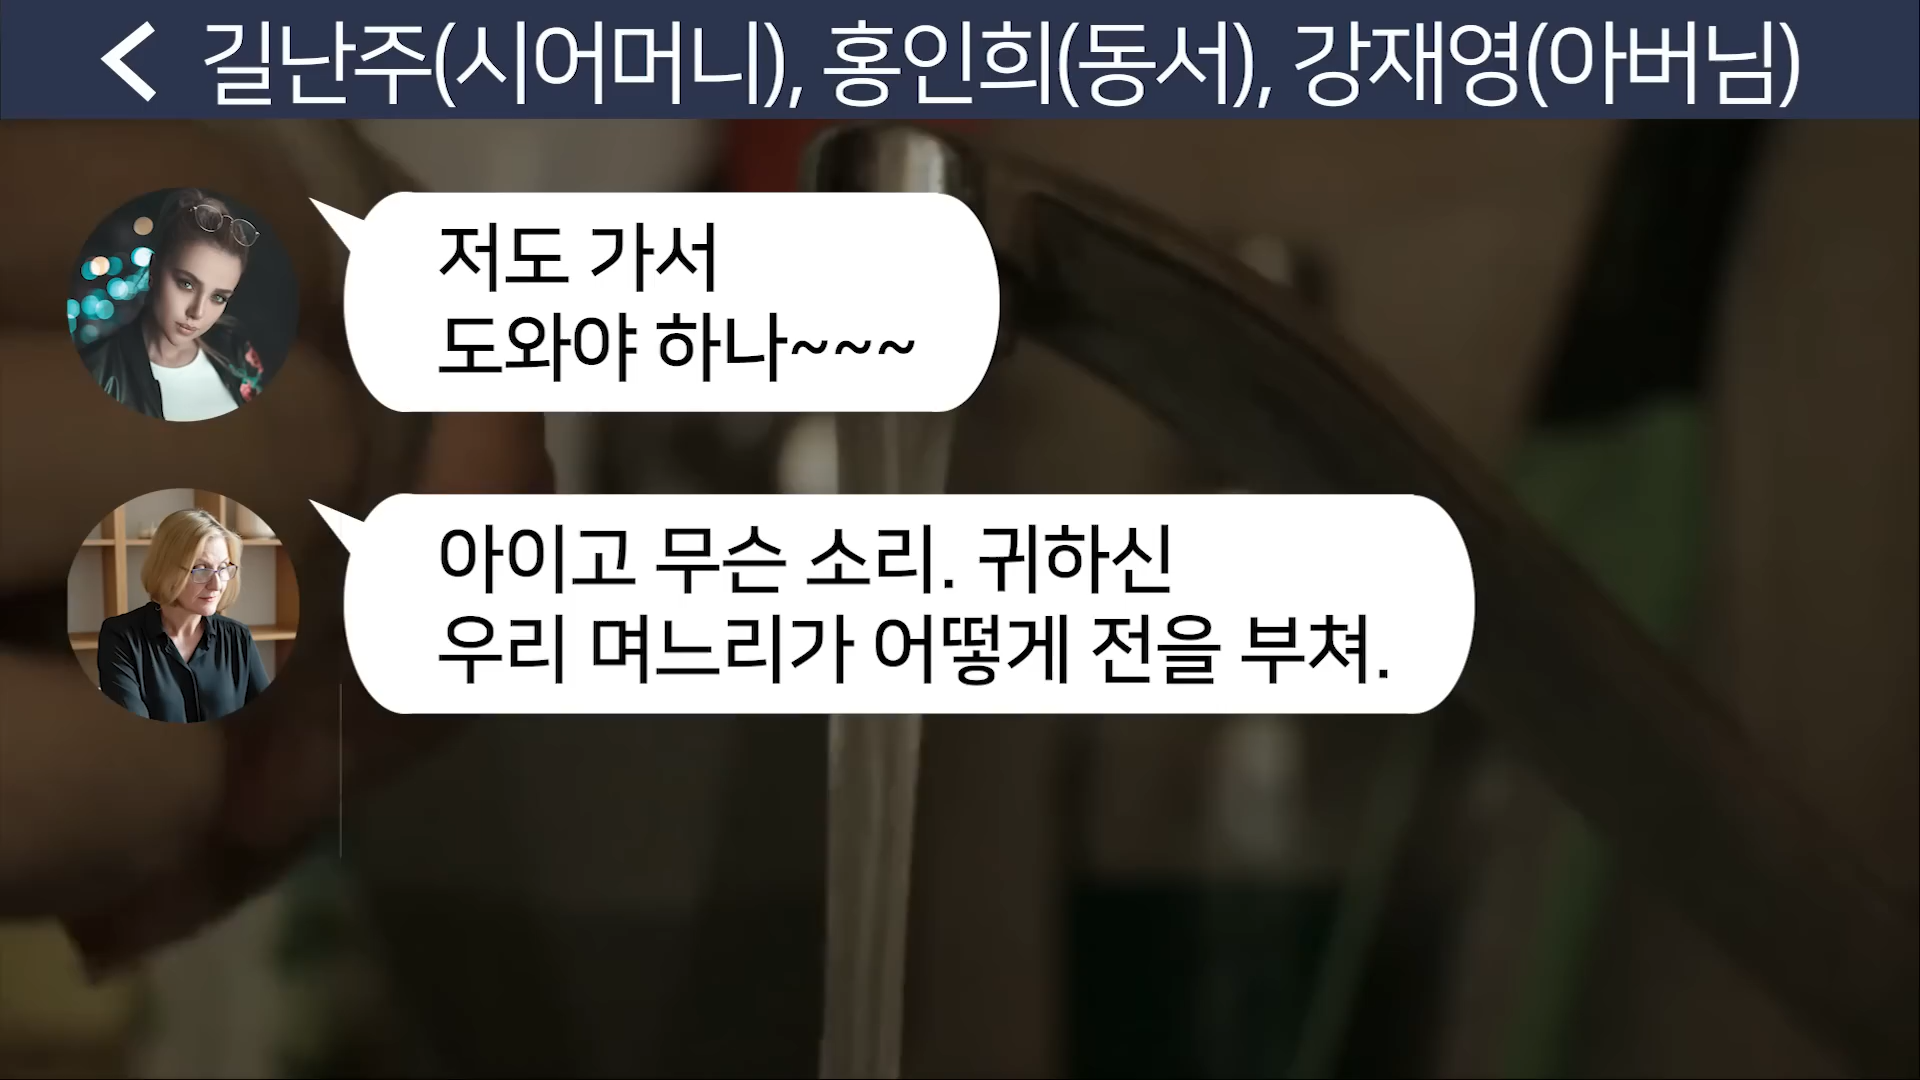 길난주(시어머니), 홍인희(동서), 강재영(아버님)
저도 가서
도와야 하나~~~
아이고 무슨 소리. 귀하신
우리 며느리가 어떻게 전을 부쳐.